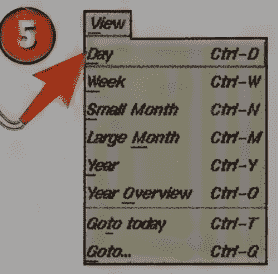 5
View
Day Ctrl-D
Week Ctrl-W
Small Month Ctrl-N
Large Month Ctrl-M
Year Ctrl-Y
Year Overview Ctrl-O
Goto today Ctrl-T
Goto... Ctrl-G